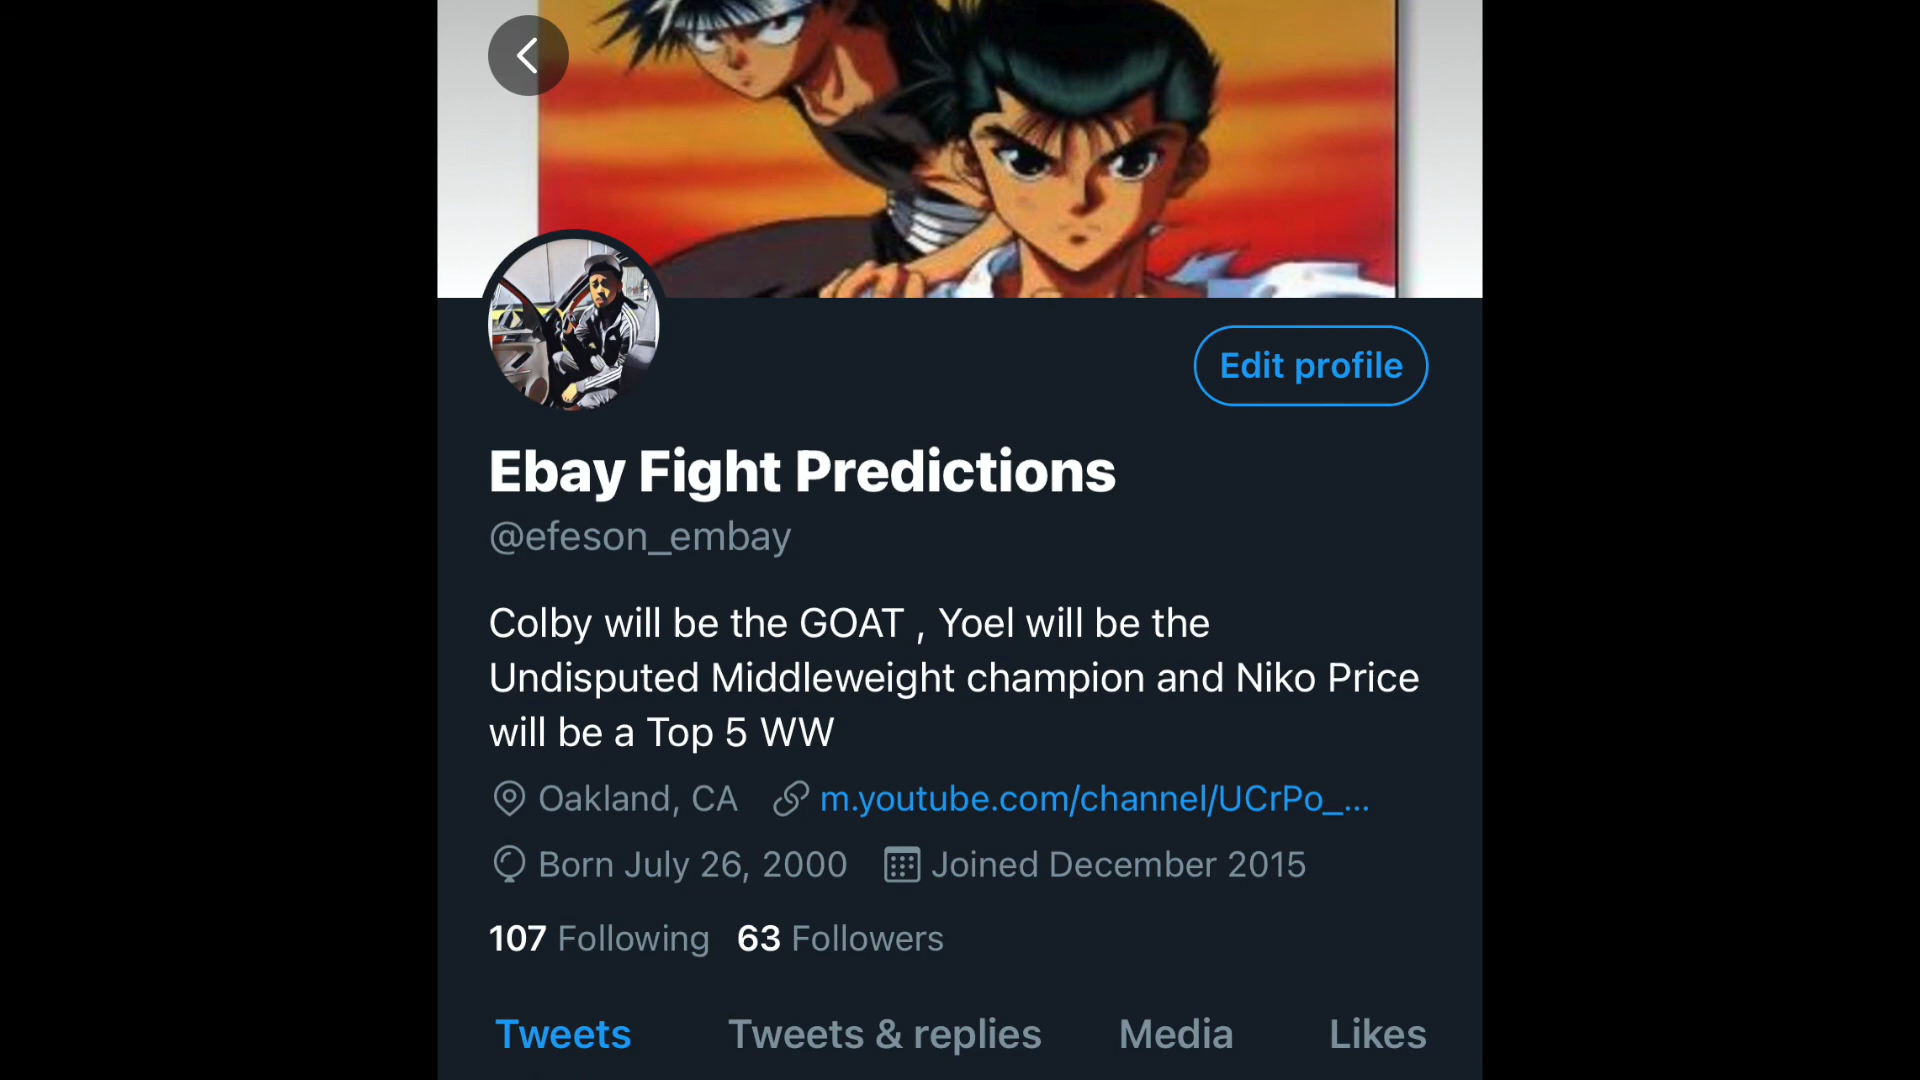 Edit profile
Ebay Fight Predictions
@efeson_embay
Colby will be the GOAT , Yoel will be the
Undisputed Middleweight champion and Niko Price
will be a Top 5 WW
Oakland, CA m.youtube.com/channel/UCrPo_...
Born July 26, 2000 Joined December 2015
107 Following 63 Followers
Tweets Tweets & replies Media Likes